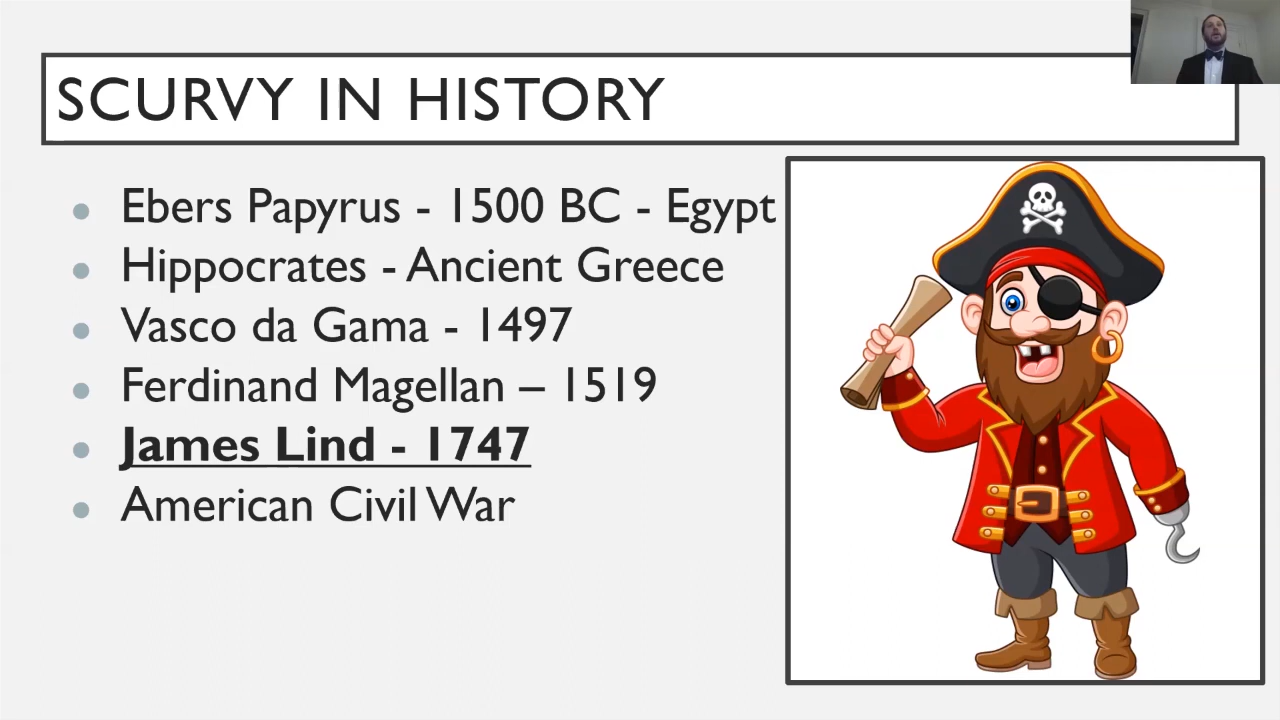 SCURVY IN HISTORY
Ebers Papyrus - 1500 BC - Egypt
Hippocrates - Ancient Greece
Vasco da Gama - 1497
Ferdinand Magellan – 1519
James Lind - 1747
American Civil War